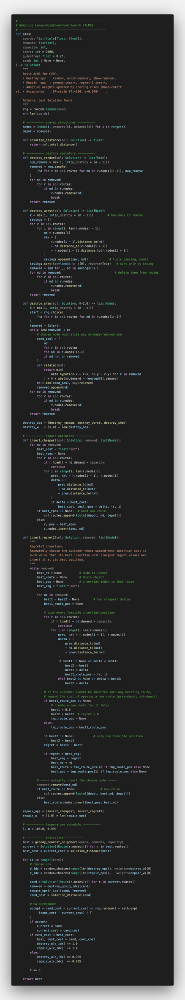 # ─────────────────────────────────────────────────
# Adaptive Large-Neighbourhood Search (ALNS)
# ─────────────────────────────────────────────────
def alns(
    coords: list[tuple[float, float]],
    demands: list[int],
    capacity: int,
    iters: int = 2000,
    p_destroy: float = 0.25,
    seed: int | None = None,
) -> Solution:
    """
    Basic ALNS for CVRP.
    • Destroy ops  : random, worst-removal, Shaw-removal.
    • Repair  ops  : greedy-insert, regret-2 insert.
    • Adaptive weights updated by scoring rules (Rand-rulett
e). • Acceptance   : SA-style (T₀=100, α=0.999)    .

    Returns: best Solution found.
    """
    rng = random.Random(seed)
    n = len(coords)

    # ────────── shared structures ──────────
    nodes = [Node(i, *coords[i], demands[i]) for i in range(n)]
    depot = nodes[0]

    def solution_distance(sol: Solution) -> float:
        return sol.total_distance()

    # ────────── destroy operators ──────────
    def destroy_random(sol: Solution) -> list[Node]:
        num_remove = max(1, int(p_destroy * (n - 1)))
        removed = rng.sample(
            [nd for r in sol.routes for nd in r.nodes[1:-1]], num_remove
        )
        for nd in removed:
            for r in sol.routes:
                if nd in r.nodes:
                    r.nodes.remove(nd)
                    break
        return removed

    def destroy_worst(sol: Solution) -> list[Node]:
        k = max(1, int(p_destroy * (n - 1)))        # how many to remove
        savings = []
        for r in sol.routes:
            for i in range(1, len(r.nodes) - 1):
                nd = r.nodes[i]
                sav = (
                    r.nodes[i - 1].distance_to(nd)
                    + nd.distance_to(r.nodes[i + 1])
                    - r.nodes[i - 1].distance_to(r.nodes[i + 1])
                )
                savings.append((sav, nd))            # tuple (saving, node)
        savings.sort(key=lambda t: t[0], reverse=True)   # sort only by saving
        removed = [nd for _, nd in savings[:k]]
        for nd in removed:                              # delete them from routes
            for r in sol.routes:
                if nd in r.nodes:
                    r.nodes.remove(nd)
                    break
        return removed

    def destroy_shaw(sol: Solution, θ=2.0) -> list[Node]:
        k = max(1, int(p_destroy * (n - 1)))
        start = rng.choice(
            [nd for r in sol.routes for nd in r.nodes[1:-1]]
        )
        removed = [start]
        while len(removed) < k:
            # choose node most alike any already-removed one
            cand_pool = [
                nd
                for r in sol.routes
                for nd in r.nodes[1:-1]
                if nd not in removed
            ]
            def related(nd):
                return min(
                    math.hypot(nd.x - r.x, nd.y - r.y) for r in removed
                ) + θ * abs(nd.demand - removed[0].demand)
            nd = min(cand_pool, key=related)
            removed.append(nd)
        for nd in removed:
            for r in sol.routes:
                if nd in r.nodes:
                    r.nodes.remove(nd)
                    break
        return removed

    destroy_ops = [destroy_random, destroy_worst, destroy_shaw]
    destroy_w   = [1.0] * len(destroy_ops)

    # ────────── repair operators ──────────
    def insert_cheapest(sol: Solution, removed: list[Node]):
        for nd in removed:
            best_cost = float("inf")
            best_rpos = None
            for r in sol.routes:
                if r.load() + nd.demand > capacity:
                    continue
                for i in range(1, len(r.nodes)):
                    prev, nxt = r.nodes[i - 1], r.nodes[i]
                    delta = (
                        prev.distance_to(nd)
                        + nd.distance_to(nxt)
                        - prev.distance_to(nxt)
                    )
                    if delta < best_cost:
                        best_cost, best_rpos = delta, (r, i)
            if best_rpos is None:  # need new route
                sol.routes.append(Route([depot, nd, depot]))
            else:
                r, pos = best_rpos
                r.nodes.insert(pos, nd)

    def insert_regret2(sol: Solution, removed: list[Node]):
        """
        Regret-2 insertion.
        Repeatedly choose the customer whose second-best insertion cost is
        much worse than its best insertion cost (largest regret value) and
        insert it at its best position.
        """
        while removed:
            best_nd = None          # node to insert
            best_route = None       # Route object
            best_pos = None         # insertion index in that route
            best_reg = float("-inf")

            for nd in removed:
                best1 = best2 = None        # two cheapest deltas
                best1_route_pos = None

                # scan every feasible insertion position
                for r in sol.routes:
                    if r.load() + nd.demand > capacity:
                        continue
                    for i in range(1, len(r.nodes)):
                        prev, nxt = r.nodes[i - 1], r.nodes[i]
                        delta = (
                            prev.distance_to(nd)
                            + nd.distance_to(nxt)
                            - prev.distance_to(nxt)
                        )
                        if best1 is None or delta < best1:
                            best2 = best1
                            best1 = delta
                            best1_route_pos = (r, i)
                        elif best2 is None or delta < best2:
                            best2 = delta

                # if the customer cannot be inserted into any existing route,
                # regard the cost of opening a new route (prev=depot, nxt=depot)
                if best1_route_pos is None:
                    # create a new route for it later
                    best1 = 0.0
                    best2 = best1  # regret = 0
                    tmp_route_pos = None
                else:
                    tmp_route_pos = best1_route_pos

                if best2 is None:           # only one feasible position
                    best2 = best1
                regret = best2 - best1

                if regret > best_reg:
                    best_reg = regret
                    best_nd = nd
                    best_route = tmp_route_pos[0] if tmp_route_pos else None
                    best_pos = tmp_route_pos[1] if tmp_route_pos else None

            # ───── actually insert the chosen node ─────
            removed.remove(best_nd)
            if best_route is None:              # new route
                sol.routes.append(Route([depot, best_nd, depot]))
            else:
                best_route.nodes.insert(best_pos, best_nd)

    repair_ops = [insert_cheapest, insert_regret2]
    repair_w   = [1.0] * len(repair_ops)

    # ────────── temperature schedule ──────────
    T, α = 100.0, 0.999

    # ────────── initialise ──────────
    best = greedy_nearest_neighbor(coords, demands, capacity)
    current = Solution([Route(r.nodes[:]) for r in best.routes])
    best_cost = current_cost = solution_distance(best)

    for it in range(iters):
        # choose ops
        d_idx = random.choices(range(len(destroy_ops)), weights=destroy_w)[0]
        r_idx = random.choices(range(len(repair_ops)),   weights=repair_w)[0]

        cand = Solution([Route(r.nodes[:]) for r in current.routes])
        removed = destroy_ops[d_idx](cand)
        repair_ops[r_idx](cand, removed)
        cand_cost = solution_distance(cand)

        # SA-acceptance
        accept = cand_cost < current_cost or rng.random() < math.exp(
            -(cand_cost - current_cost) / T
        )
        if accept:
            current = cand
            current_cost = cand_cost
        if cand_cost < best_cost:
            best, best_cost = cand, cand_cost
            destroy_w[d_idx] += 1.0
            repair_w[r_idx]  += 1.0
        else:
            destroy_w[d_idx] *= 0.995
            repair_w[r_idx]  *= 0.995

        T *= α

    return best